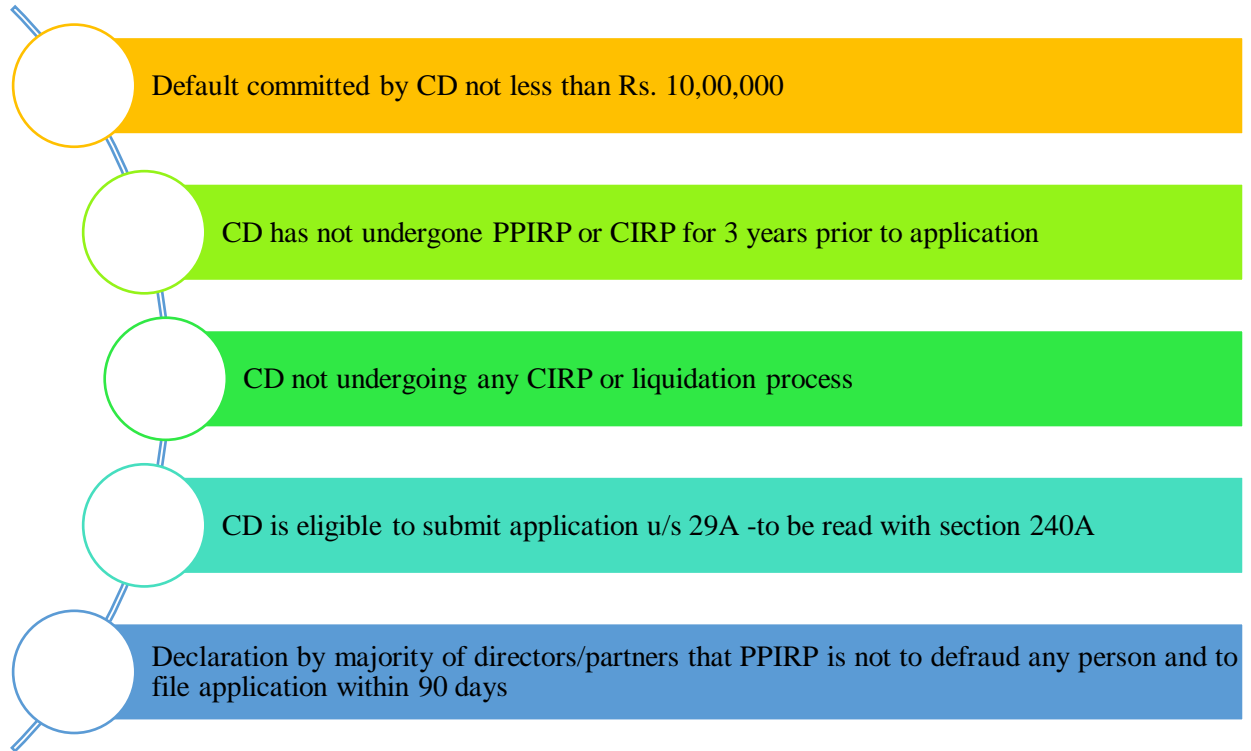 Default committed by CD not less than Rs. 10,00,000
CD has not undergone PPIRP or CIRP for 3 years prior to application
CD not undergoing any CIRP or liquidation process
CD is eligible to submit application u/s 29A -to be read with section 240A
Declaration by majority of directors/partners that PPIRP is not to defraud any person and to
file application within 90 days